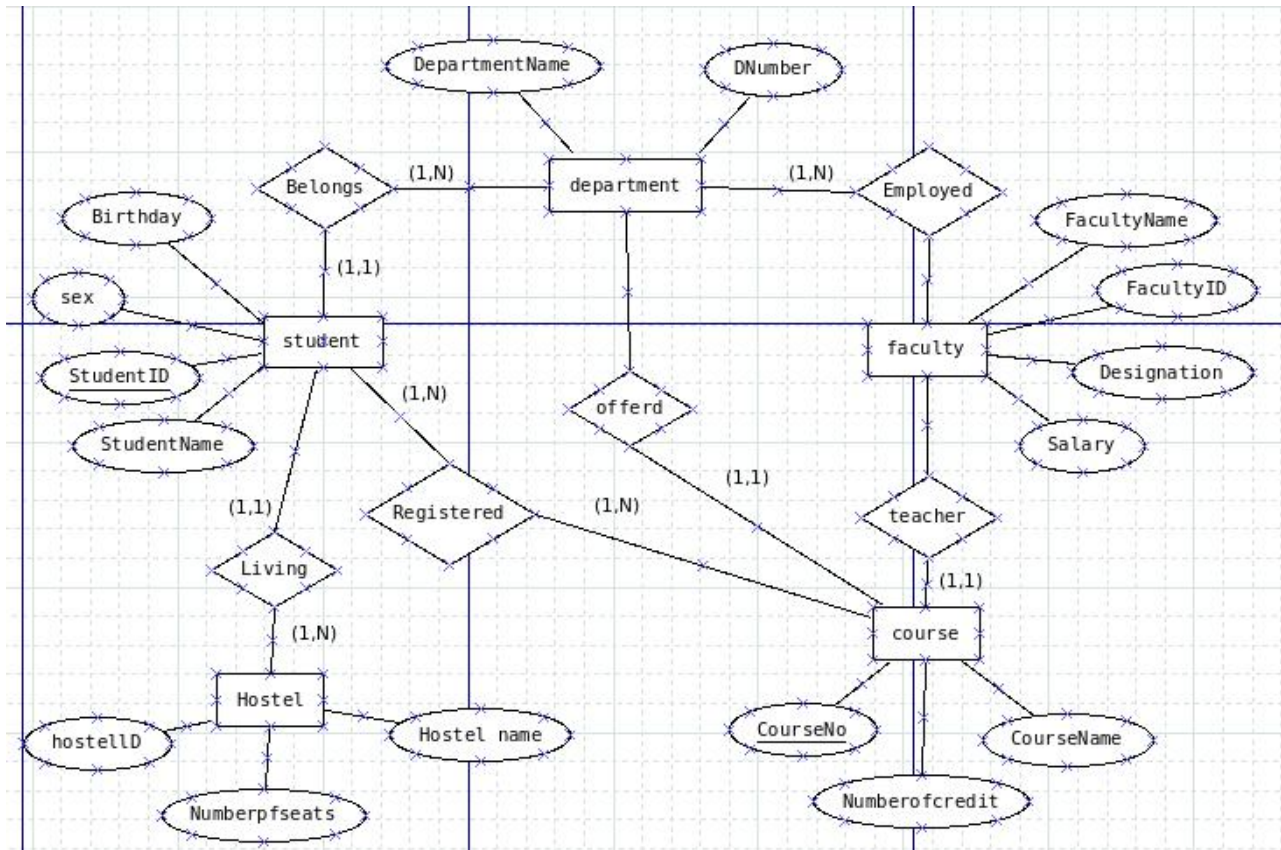 DepartmentName
DNumber
Belongs
(1,N)
department
(1,N)
Employed
Birthday
FacultyName
(1,1)
sex
FacultyID
student
faculty
StudentID
Designation
(1,N)
offerd
StudentName
Salary
(1,1)
Registered
(1,N)
(1,1)
teacher
Living
(1,1)
(1,N)
course
Hostel
hostellD
Hostel name
CourseNo
CourseName
Numberpfseats
Numberofcredit